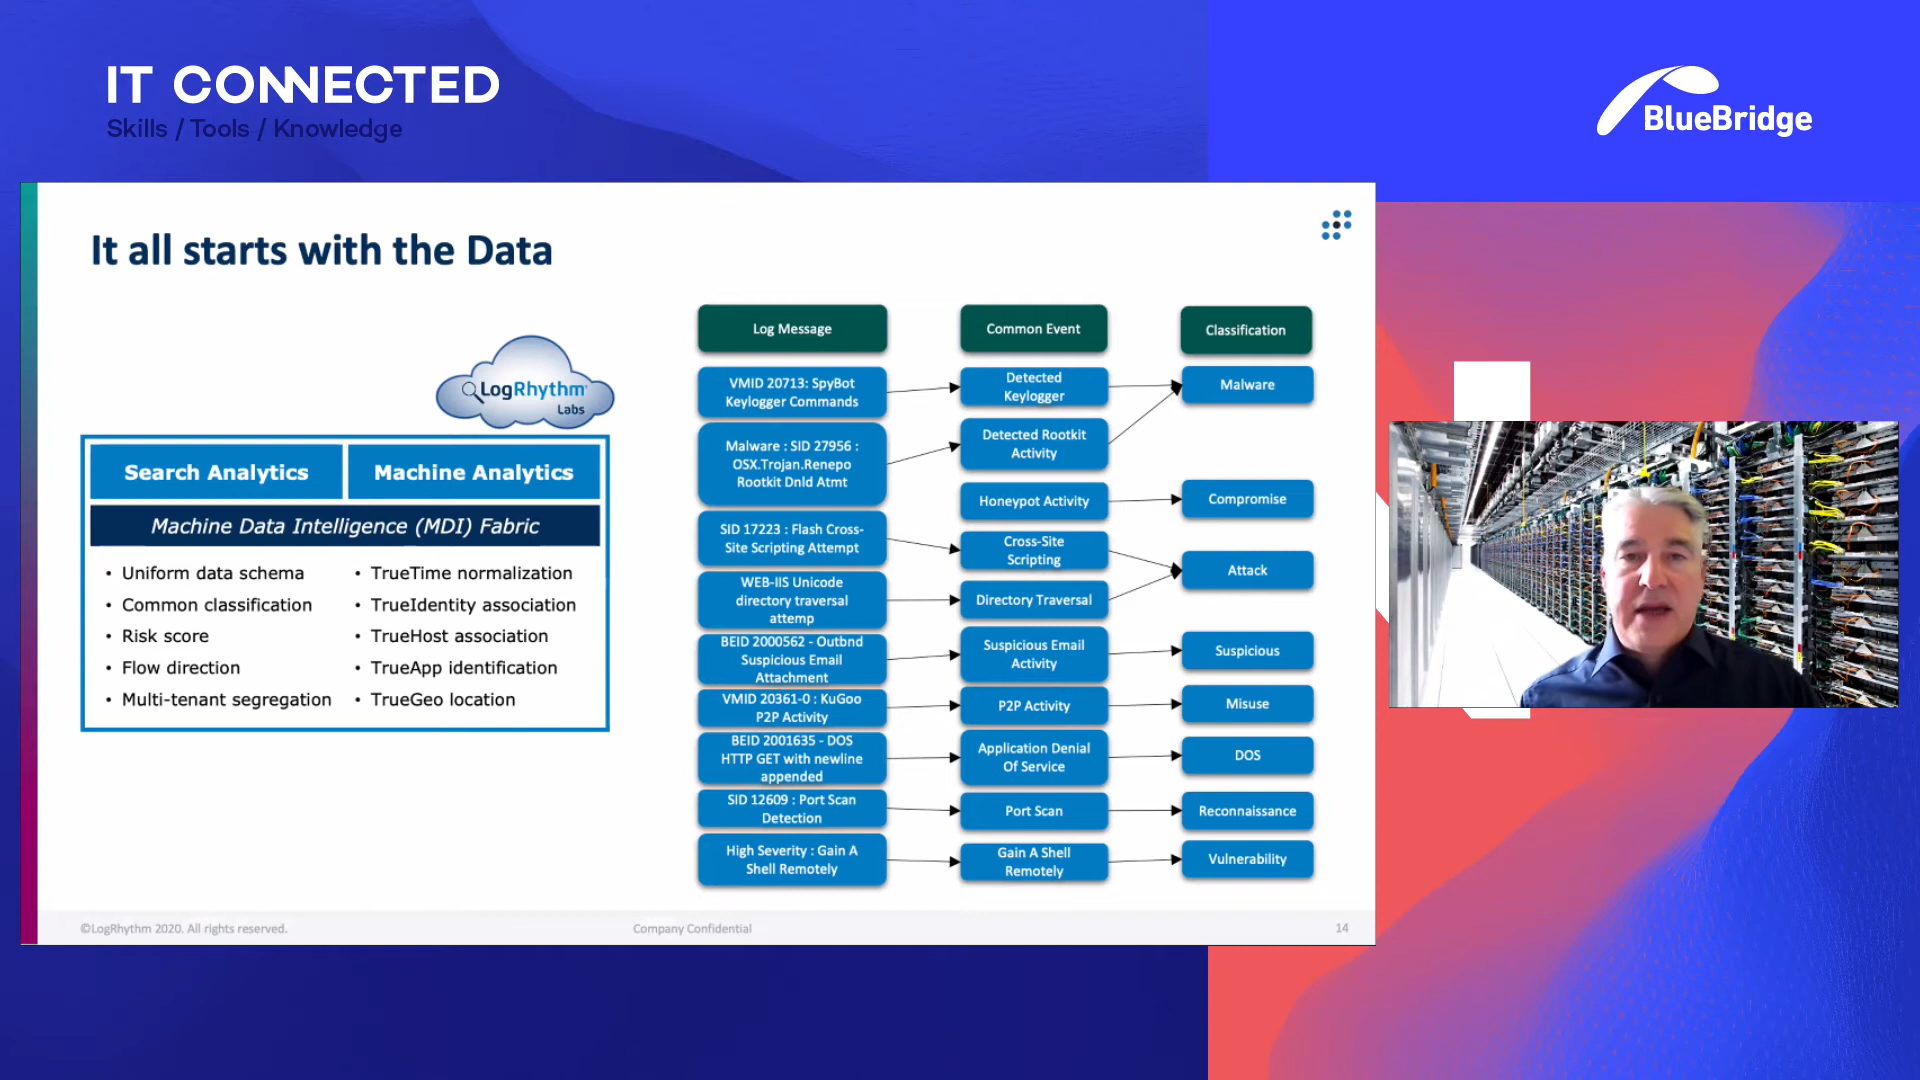 IT CONNECTED
Skills / Tools / Knowledge
BlueBridge
It all starts with the Data
LogRhythm
Labs
Search Analytics
Machine Analytics
Machine Data Intelligence (MDI) Fabric
• Uniform data schema
• Common classification
• Risk score
• Flow direction
• Multi-tenant segregation
• TrueTime normalization
• TrueIdentity association
• TrueHost association
• TrueApp identification
• TrueGeo location
Log Message
Common Event
Classification
VMID 20713: SpyBot
Keylogger Commands
Detected
Keylogger
Malware
Malware : SID 27956 :
OSX.Trojan.Renepo
Rootkit Dnld Atmt
Detected Rootkit
Activity
Honeypot Activity
Compromise
SID 17223 : Flash Cross-
Site Scripting Attempt
Cross-Site
Scripting
Attack
WEB-IIS Unicode
directory traversal
attemp
Directory Traversal
BEID 2000562 - Outbnd
Suspicious Email
Attachment
Suspicious Email
Activity
Suspicious
VMID 20361-0 : KuGoo
P2P Activity
P2P Activity
Misuse
BEID 2001635 - DOS
HTTP GET with newline
appended
Application Denial
Of Service
DOS
SID 12609 : Port Scan
Detection
Port Scan
Reconnaissance
High Severity : Gain A
Shell Remotely
Gain A Shell
Remotely
Vulnerability
©LogRhythm 2020. All rights reserved.
Company Confidential
14